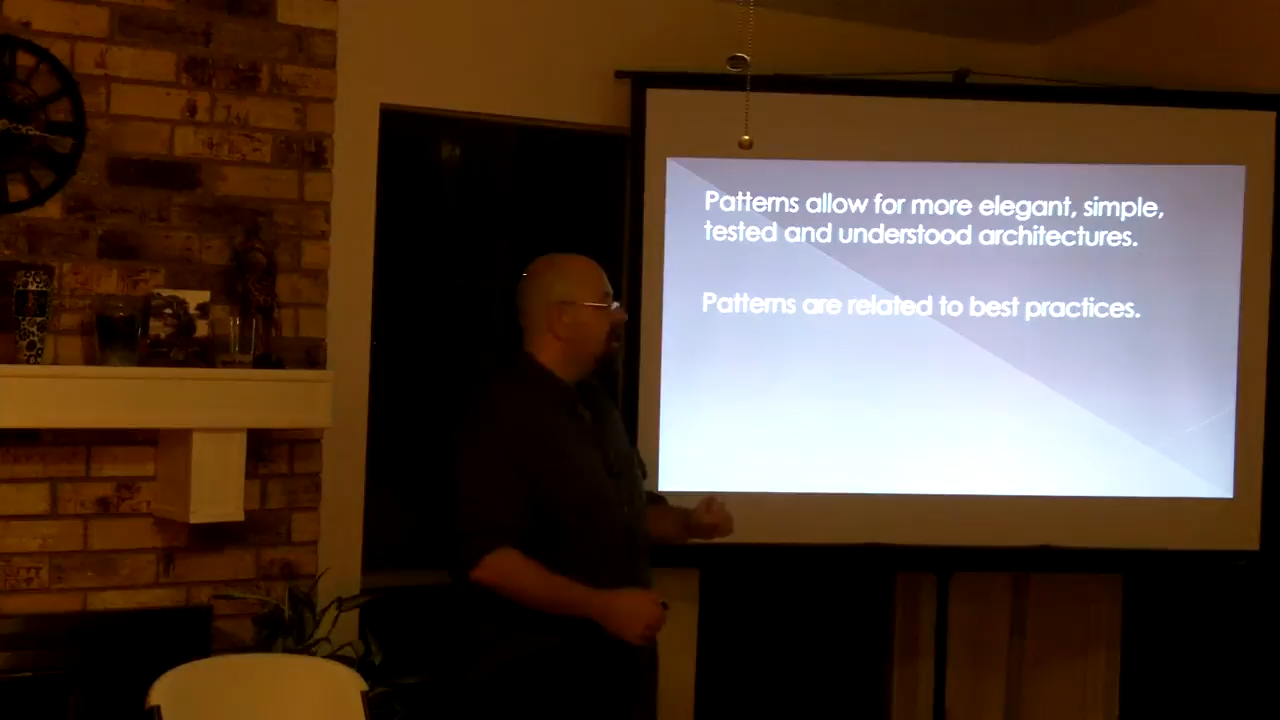 Patterns allow for more elegant, simple,
tested and understood architectures.
Patterns are related to best practices.